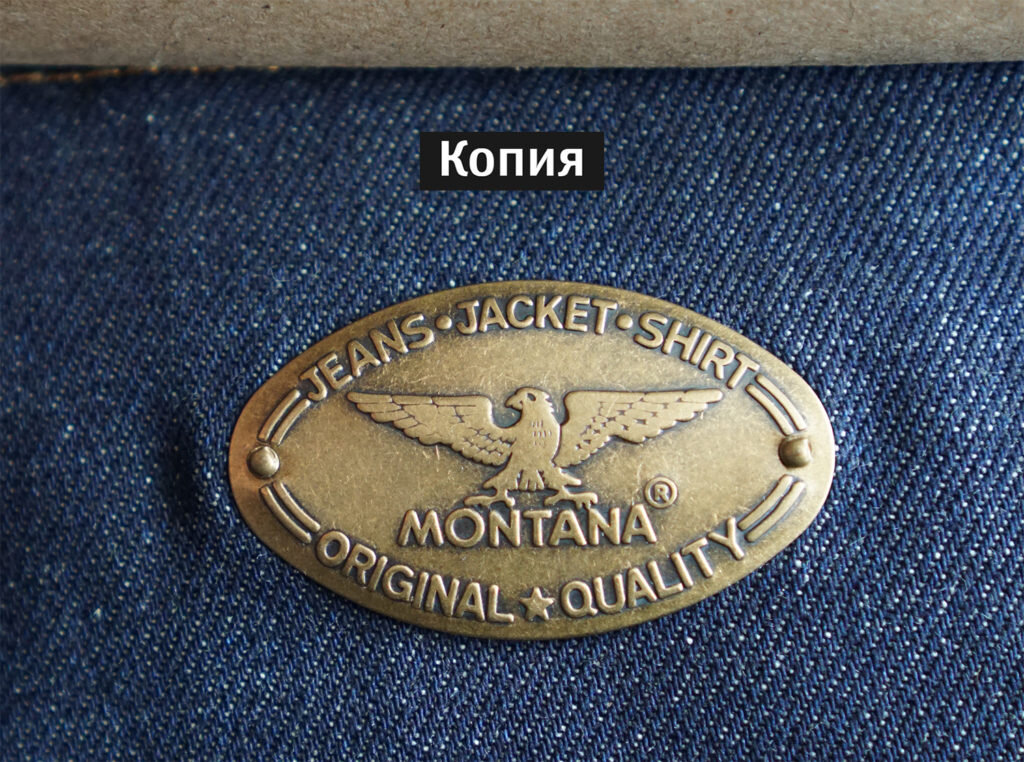 Копия
JEANS•JACKET•SHIRT
MONTANA®
ORIGINAL★QUALITY